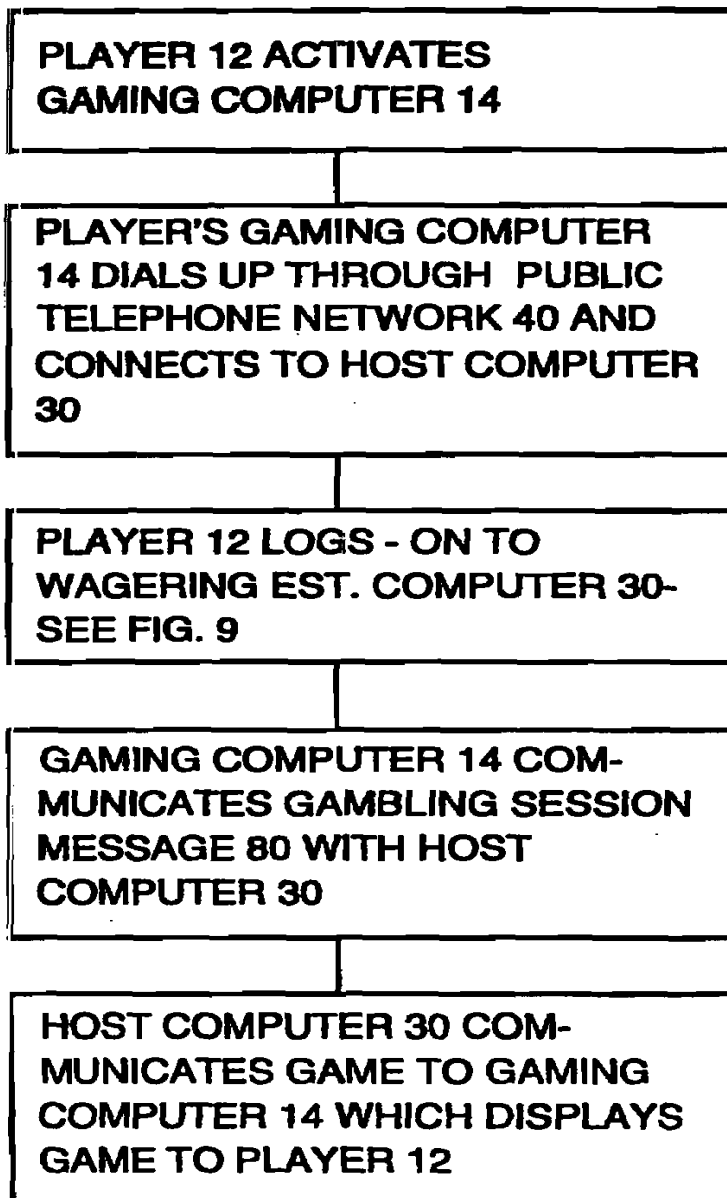 PLAYER 12 ACTIVATES
GAMING COMPUTER 14
PLAYER'S GAMING COMPUTER
14 DIALS UP THROUGH PUBLIC
TELEPHONE NETWORK 40 AND
CONNECTS TO HOST COMPUTER
30
PLAYER 12 LOGS - ON TO
WAGERING EST. COMPUTER 30-
SEE FIG. 9
GAMING COMPUTER 14 COM-
MUNICATES GAMBLING SESSION
MESSAGE 80 WITH HOST
COMPUTER 30
HOST COMPUTER 30 COM-
MUNICATES GAME TO GAMING
COMPUTER 14 WHICH DISPLAYS
GAME TO PLAYER 12